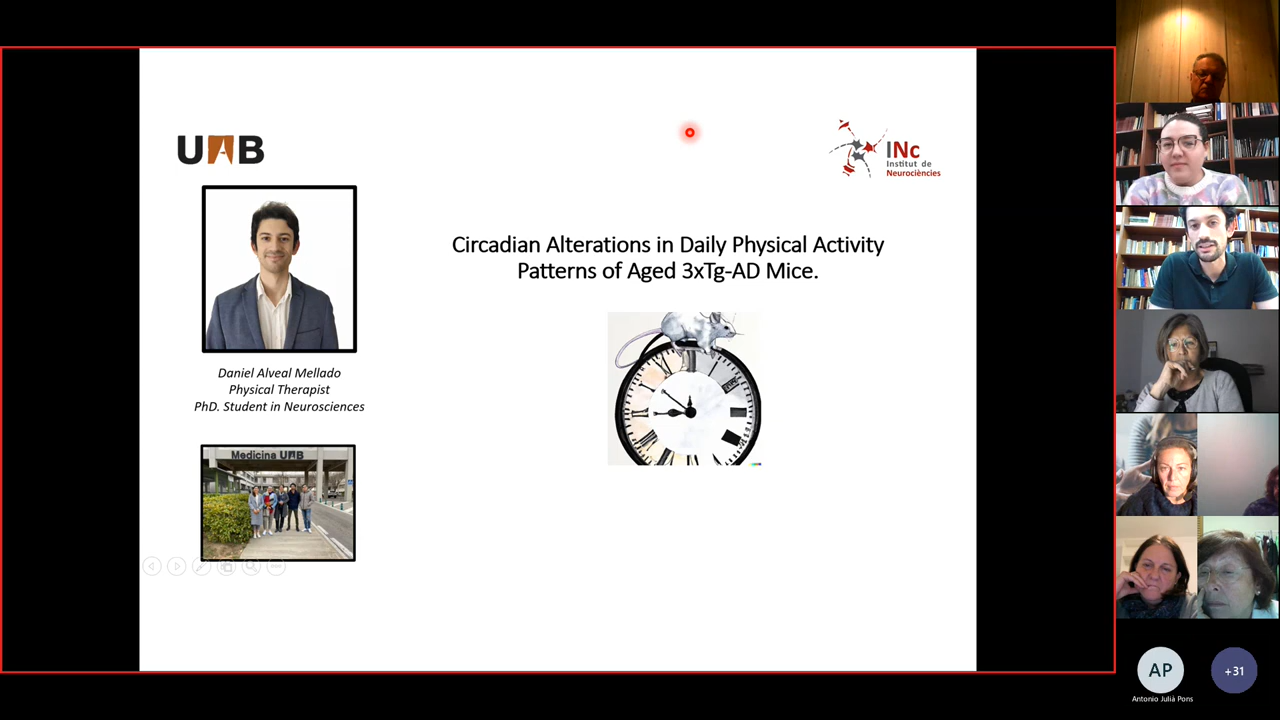 UAB
INc
Institut de
Neurociències
Circadian Alterations in Daily Physical Activity
Patterns of Aged 3xTg-AD Mice.
Daniel Alveal Mellado
Physical Therapist
PhD. Student in Neurosciences
Medicina UAB
AP
+31
Antonio Julià Pons